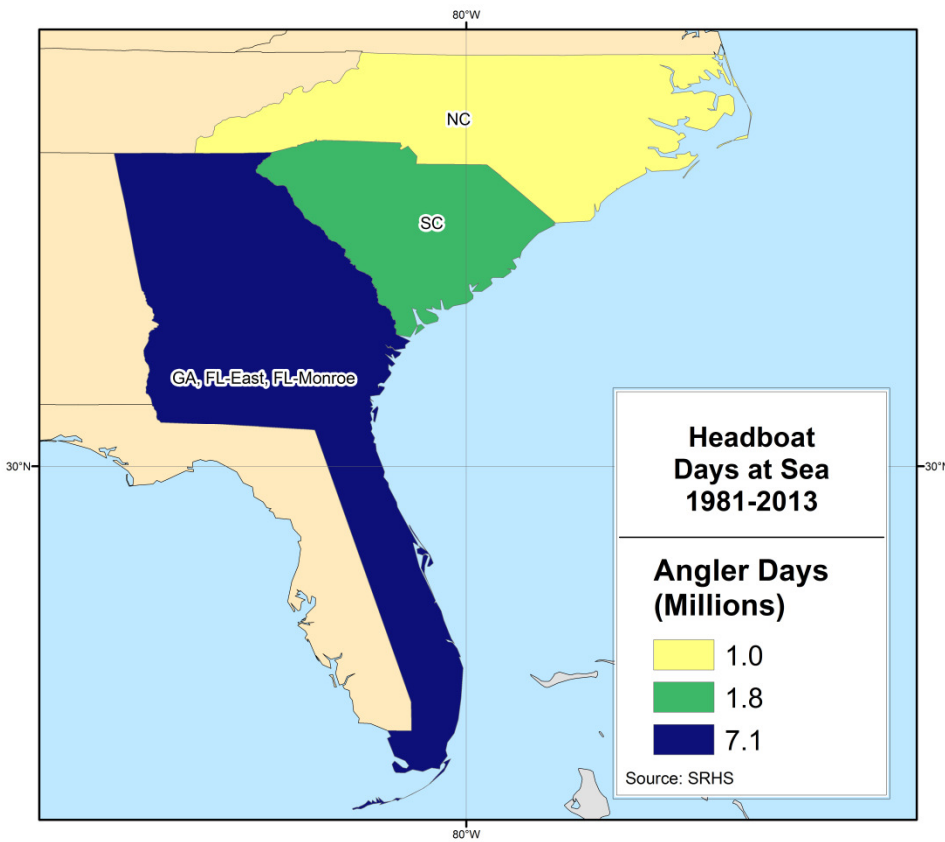 80°W
NC
SC
GA, FL-East, FL-Monroe
30°N
30°N
Headboat
Days at Sea
1981-2013
Angler Days
(Millions)
1.0
1.8
7.1
Source: SRHS
80°W